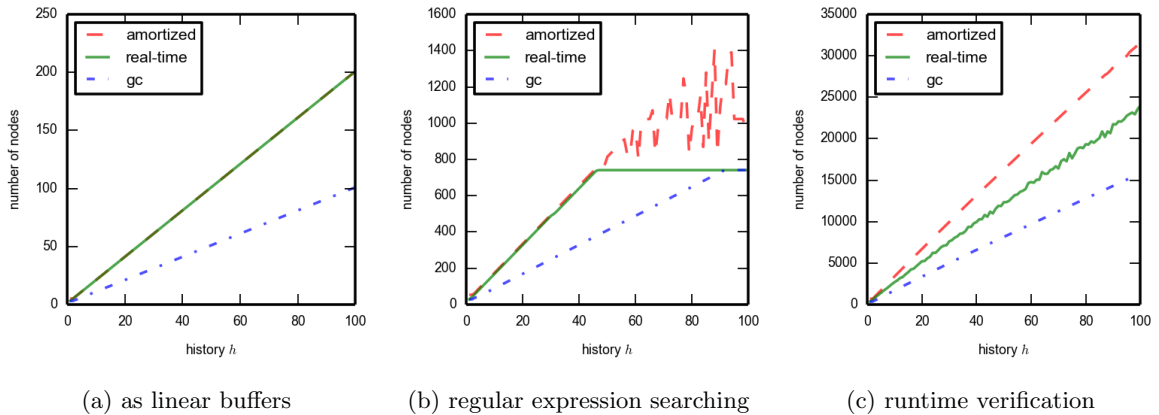 amortized
real-time
gc
number of nodes
250
200
150
100
50
0
0 20 40 60 80 100
history h
(a) as linear buffers
amortized
real-time
gc
number of nodes
1600
1400
1200
1000
800
600
400
200
0
0 20 40 60 80 100
history h
(b) regular expression searching
amortized
real-time
gc
number of nodes
35000
30000
25000
20000
15000
10000
5000
0
0 20 40 60 80 100
history h
(c) runtime verification